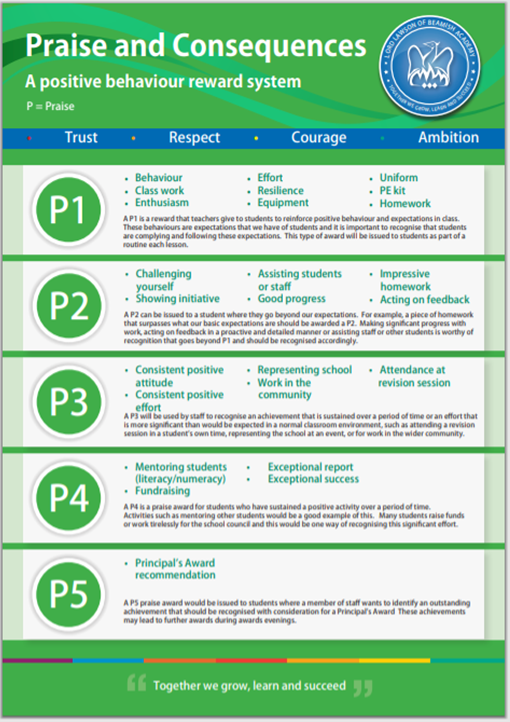 Praise and Consequences
A positive behaviour reward system
P = Praise
LORD LAWSON OF BEAMISH ACADEMY
TOGETHER WE GROW, LEARN AND SUCCEED
Trust Respect Courage Ambition
P1
• Behaviour
• Class work
• Enthusiasm
• Effort
• Resilience
• Equipment
• Uniform
• PE kit
• Homework
A P1 is a reward that teachers give to students to reinforce positive behaviour and expectations in class.
These behaviours are expectations that we have of students and it is important to recognise that students
are complying and following these expectations. This type of award will be issued to students as part of a
routine each lesson.
P2
• Challenging
yourself
• Showing initiative
• Assisting students
or staff
• Good progress
• Impressive
homework
• Acting on feedback
A P2 can be issued to a student where they go beyond our expectations. For example, a piece of homework
that surpasses what our basic expectations are should be awarded a P2. Making significant progress with
work, acting on feedback in a proactive and detailed manner or assisting staff or other students is worthy of
recognition that goes beyond P1 and should be recognised accordingly.
P3
• Consistent positive
attitude
• Consistent positive
effort
• Representing school
• Work in the
community
• Attendance at
revision session
A P3 will be used by staff to recognise an achievement that is sustained over a period of time or an effort that
is more significant than would be expected in a normal classroom environment, such as attending a revision
session in a student's own time, representing the school at an event, or for work in the wider community.
P4
• Mentoring students
(literacy/numeracy)
• Fundraising
• Exceptional report
• Exceptional success
A P4 is a praise award for students who have sustained a positive activity over a period of time.
Activities such as mentoring other students would be a good example of this. Many students raise funds
or work tirelessly for the school council and this would be one way of recognising this significant effort.
P5
• Principal's Award
recommendation
A P5 praise award would be issued to students where a member of staff wants to identify an outstanding
achievement that should be recognised with consideration for a Principal's Award These achievements
may lead to further awards during awards evenings.
“ Together we grow, learn and succeed ”